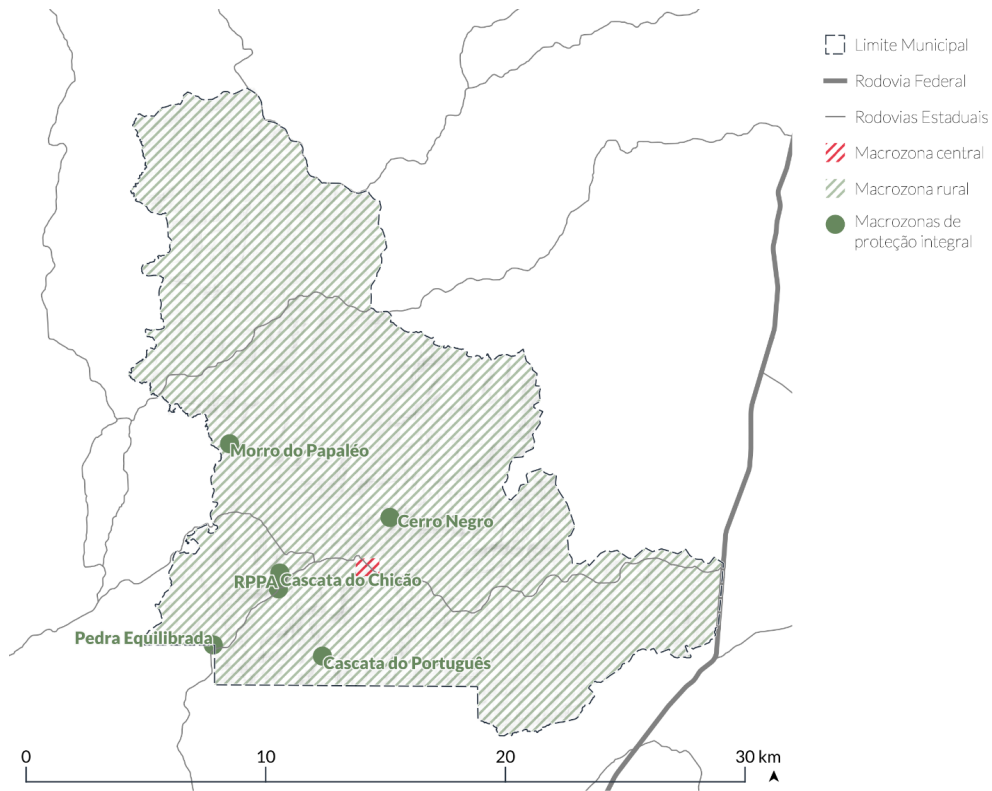 Limite Municipal
Rodovia Federal
Rodovias Estaduais
Macrozona central
Macrozona rural
Macrozonas de
proteção integral
Morro do Papaléo
Cerro Negro
RPPA
Cascata do Chicão
Pedra Equilibrada
Cascata do Português
0
10
20
30 km